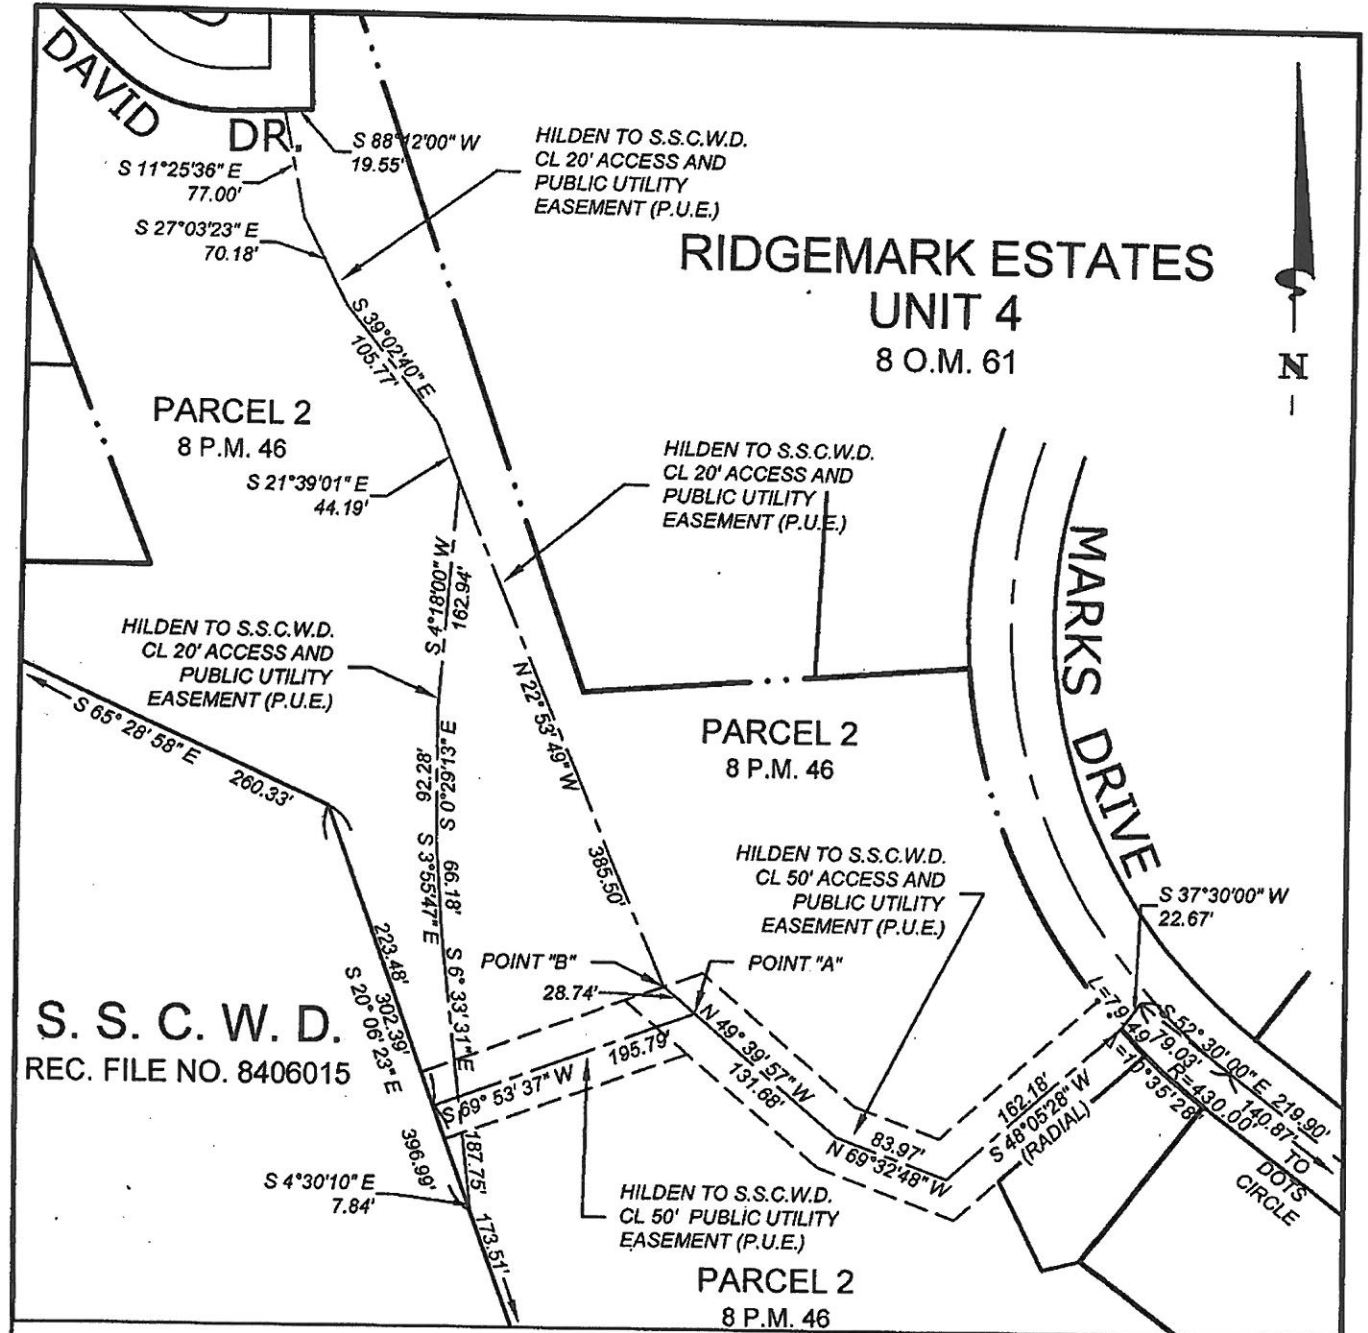 DAVID
DR.
S 88°12'00" W
19.55'
S 11°25'36" E
77.00'
S 27°03'23" E
70.18'
HILDEN TO S.S.C.W.D.
CL 20' ACCESS AND
PUBLIC UTILITY
EASEMENT (P.U.E.)
RIDGEMARK ESTATES
UNIT 4
8 O.M. 61
N
S 39°02'40" E
105.77'
PARCEL 2
8 P.M. 46
S 21°39'01" E
44.19'
HILDEN TO S.S.C.W.D.
CL 20' ACCESS AND
PUBLIC UTILITY
EASEMENT (P.U.E.)
MARKS DRIVE
S 4°18'00" W
162.94'
HILDEN TO S.S.C.W.D.
CL 20' ACCESS AND
PUBLIC UTILITY
EASEMENT (P.U.E.)
N 22° 53' 49" W
385.50'
S 65° 28' 58" E
260.33'
PARCEL 2
8 P.M. 46
92.28'
S 0°29'13" E
S 3°55'47" E
66.18'
HILDEN TO S.S.C.W.D.
CL 50' ACCESS AND
PUBLIC UTILITY
EASEMENT (P.U.E.)
S 37°30'00" W
22.67'
POINT "B"
28.74'
POINT "A"
223.48'
302.39'
S 20° 06' 23" E
S 6° 33' 31" E
187.75'
S. S. C. W. D.
REC. FILE NO. 8406015
S 69° 53' 37" W
195.79'
N 49° 39' 57" W
131.68'
L=79.49'
S 52° 30' 00" E 219.90'
79.03'
140.87' TO
DOTS
CIRCLE
R=430.00'
162.18'
S 48°05'28" W
(RADIAL)
83.97'
N 69°32'48" W
396.99'
S 4°30'10" E
7.84'
173.51'
HILDEN TO S.S.C.W.D.
CL 50' PUBLIC UTILITY
EASEMENT (P.U.E.)
PARCEL 2
8 P.M. 46